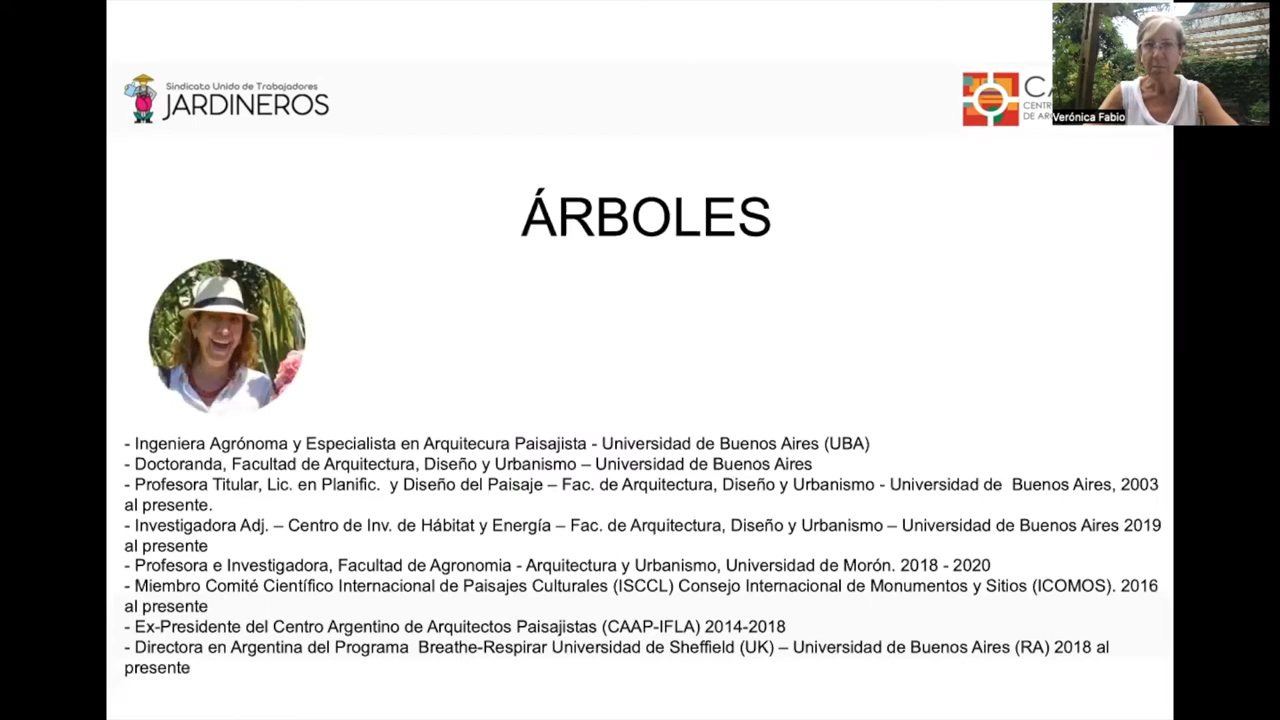 Sindicato Unido de Trabajadores
JARDINEROS
CENTR
DE AR
Verónica Fabio
ÁRBOLES
- Ingeniera Agrónoma y Especialista en Arquitecura Paisajista - Universidad de Buenos Aires (UBA)
- Doctoranda, Facultad de Arquitectura, Diseño y Urbanismo – Universidad de Buenos Aires
- Profesora Titular, Lic. en Planific. y Diseño del Paisaje – Fac. de Arquitectura, Diseño y Urbanismo - Universidad de Buenos Aires, 2003
al presente.
- Investigadora Adj. – Centro de Inv. de Hábitat y Energía – Fac. de Arquitectura, Diseño y Urbanismo – Universidad de Buenos Aires 2019
al presente
- Profesora e Investigadora, Facultad de Agronomia - Arquitectura y Urbanismo, Universidad de Morón. 2018 - 2020
- Miembro Comité Científico Internacional de Paisajes Culturales (ISCCL) Consejo Internacional de Monumentos y Sitios (ICOMOS). 2016
al presente
- Ex-Presidente del Centro Argentino de Arquitectos Paisajistas (CAAP-IFLA) 2014-2018
- Directora en Argentina del Programa Breathe-Respirar Universidad de Sheffield (UK) – Universidad de Buenos Aires (RA) 2018 al
presente